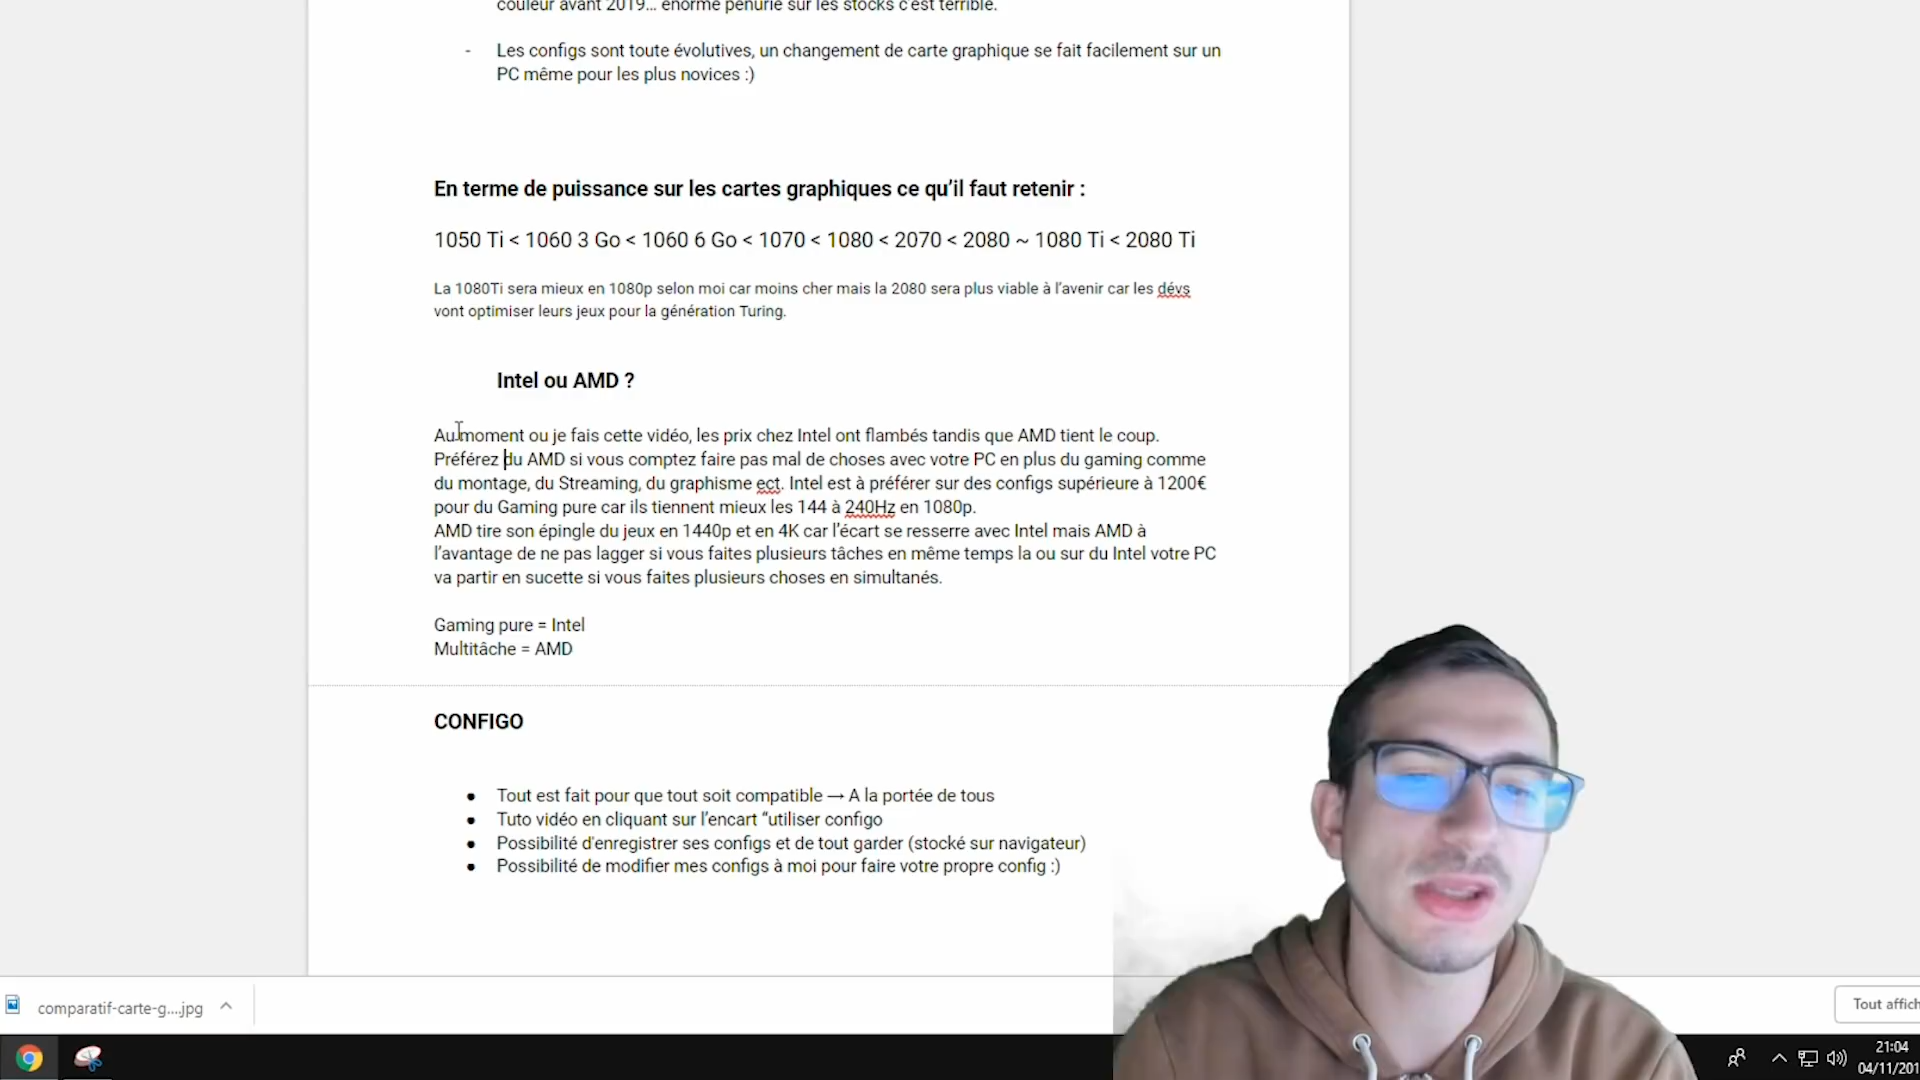 couleur avant 2019... énorme pénurie sur les stocks c'est terrible.
- Les configs sont toute évolutives, un changement de carte graphique se fait facilement sur un
PC même pour les plus novices :)
En terme de puissance sur les cartes graphiques ce qu'il faut retenir :
1050 Ti < 1060 3 Go < 1060 6 Go < 1070 < 1080 < 2070 < 2080 ~ 1080 Ti < 2080 Ti
La 1080Ti sera mieux en 1080p selon moi car moins cher mais la 2080 sera plus viable à l'avenir car les dévs
vont optimiser leurs jeux pour la génération Turing.
Intel ou AMD ?
Au moment ou je fais cette vidéo, les prix chez Intel ont flambés tandis que AMD tient le coup.
Préférez du AMD si vous comptez faire pas mal de choses avec votre PC en plus du gaming comme
du montage, du Streaming, du graphisme ect. Intel est à préférer sur des configs supérieure à 1200€
pour du Gaming pure car ils tiennent mieux les 144 à 240Hz en 1080p.
AMD tire son épingle du jeux en 1440p et en 4K car l'écart se resserre avec Intel mais AMD à
l'avantage de ne pas lagger si vous faites plusieurs tâches en même temps la ou sur du Intel votre PC
va partir en sucette si vous faites plusieurs choses en simultanés.
Gaming pure = Intel
Multitâche = AMD
CONFIGO
● Tout est fait pour que tout soit compatible → A la portée de tous
● Tuto vidéo en cliquant sur l'encart “utiliser configo
● Possibilité d'enregistrer ses configs et de tout garder (stocké sur navigateur)
● Possibilité de modifier mes configs à moi pour faire votre propre config :)
comparatif-carte-g....jpg
Tout affich
21:04
04/11/201